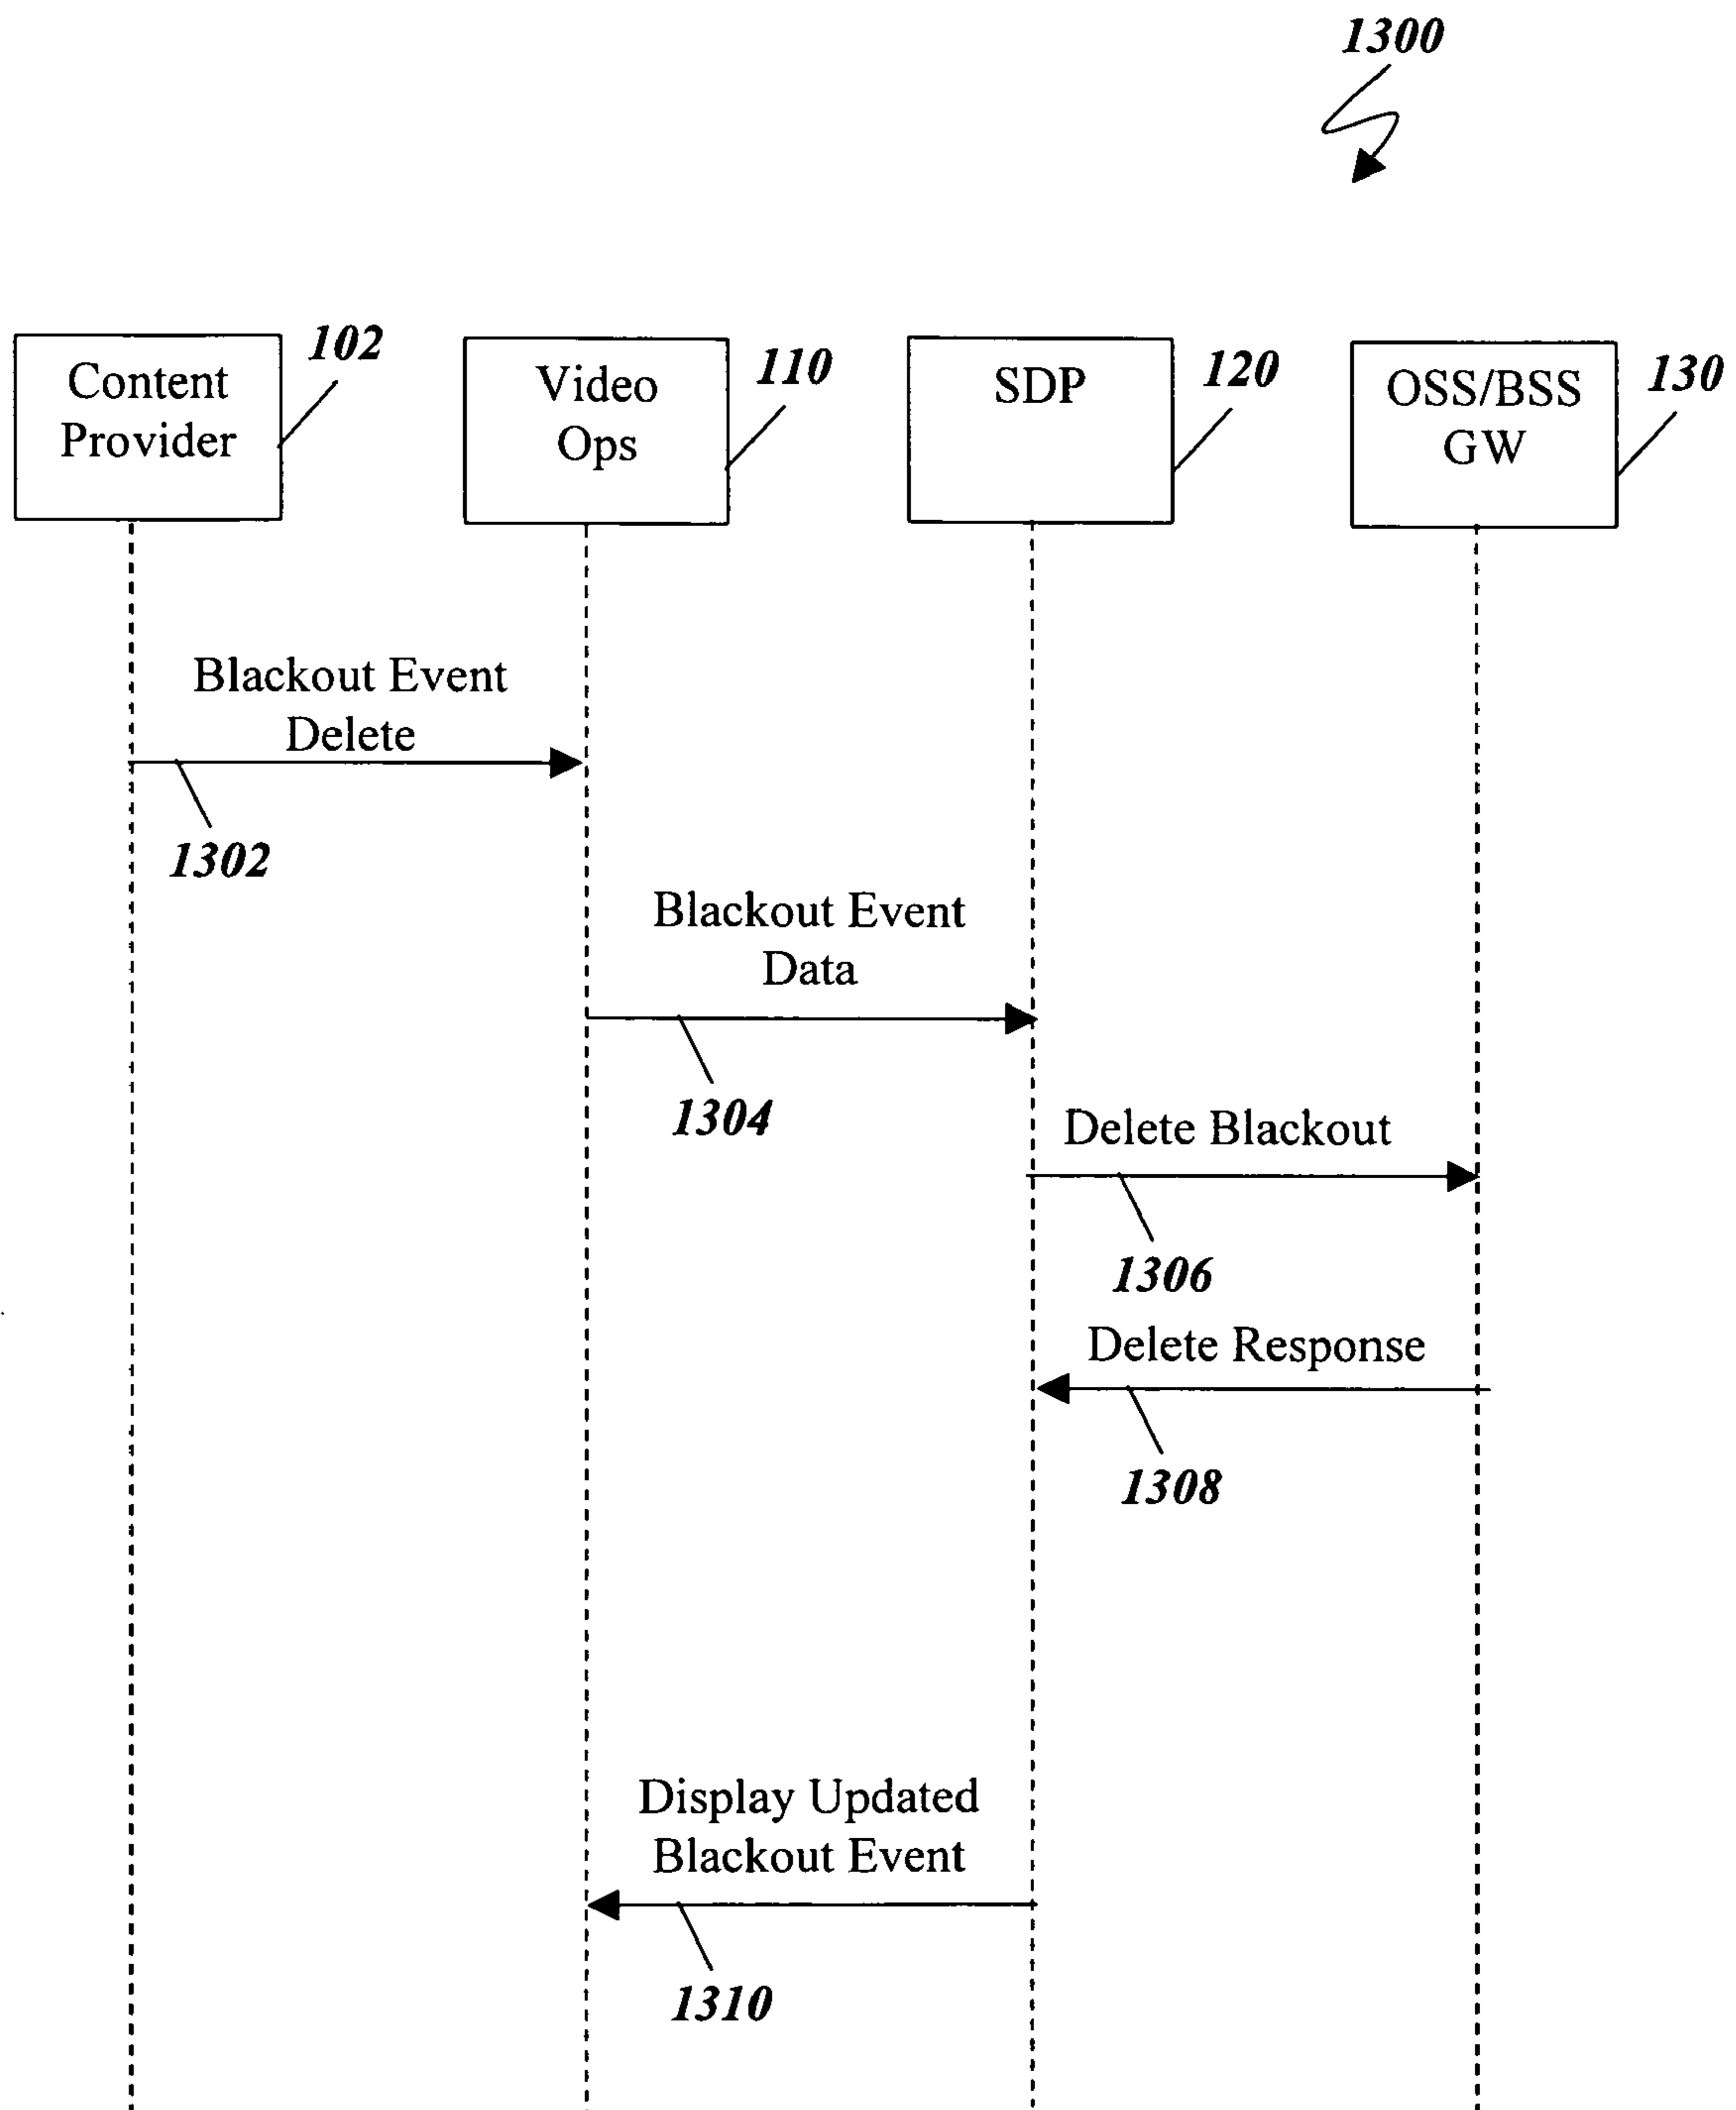 1300
Content
Provider
102
Video
Ops
110
SDP
120
OSS/BSS
GW
130
Blackout Event
Delete
1302
Blackout Event
Data
1304
Delete Blackout
1306
Delete Response
1308
Display Updated
Blackout Event
1310